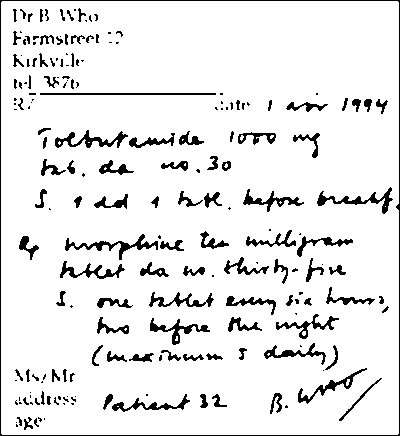 Dr B. Who
Farmstreet 12
Kirkville
tel. 3876
R/ date 1 apr 1994
Tolbutamide 1000 mg
tab. da no. 30
S. 1 dd 1 tabl. before breakf.
R/ morphine ten milligram
tablet da no. thirty-five
S. one tablet every six hours,
two before the night
(maximum 5 daily)
Ms/Mr
address Patient 32 B. WHO
age: